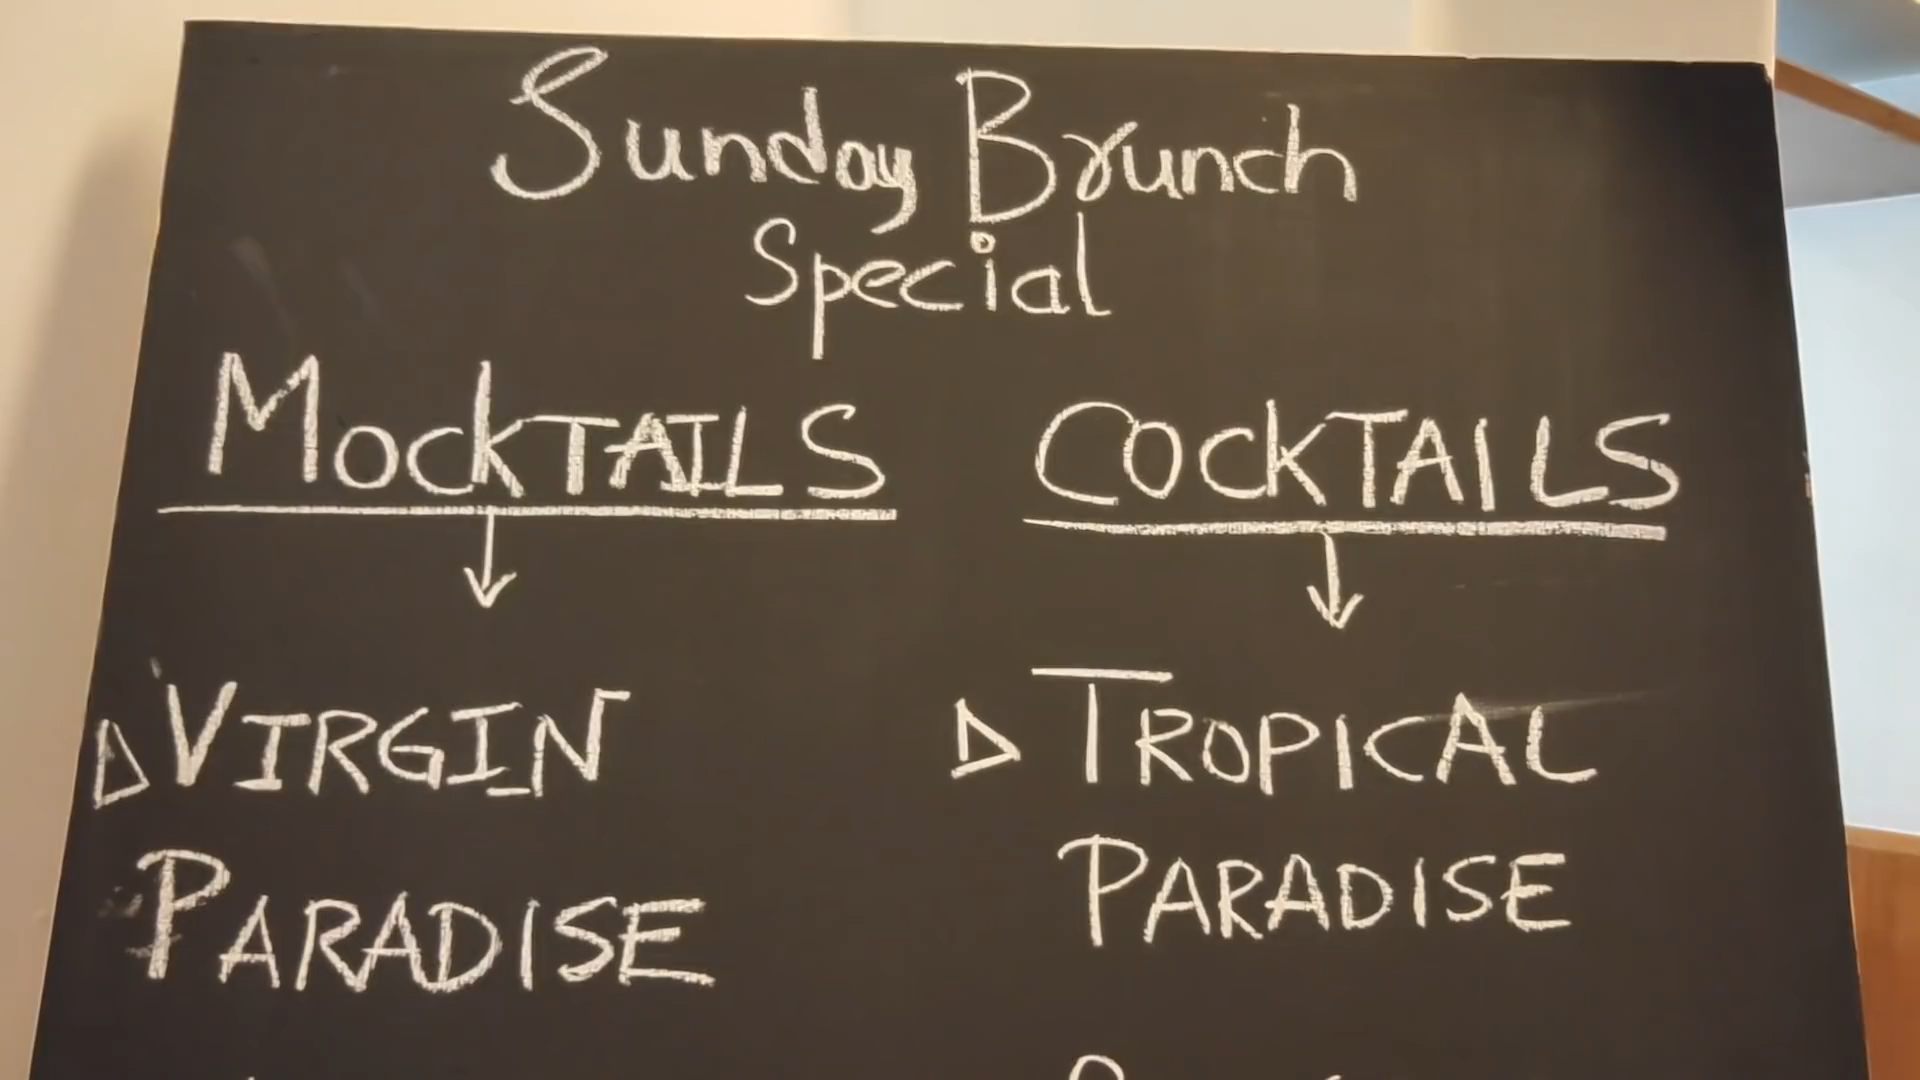 Sunday Brunch
Special
MOCKTAILS
COCKTAILS
VIRGIN
PARADISE
TROPICAL
PARADISE